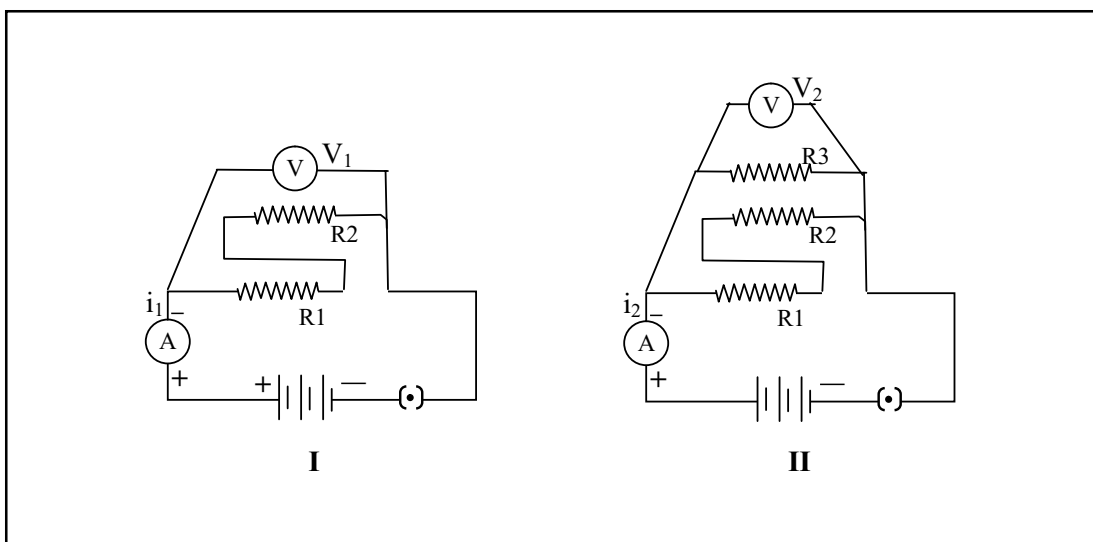 V₁
V
R2
i₁
−
R1
A
+
+
—
I
V₂
V
R3
R2
i₂
−
R1
A
+
—
II